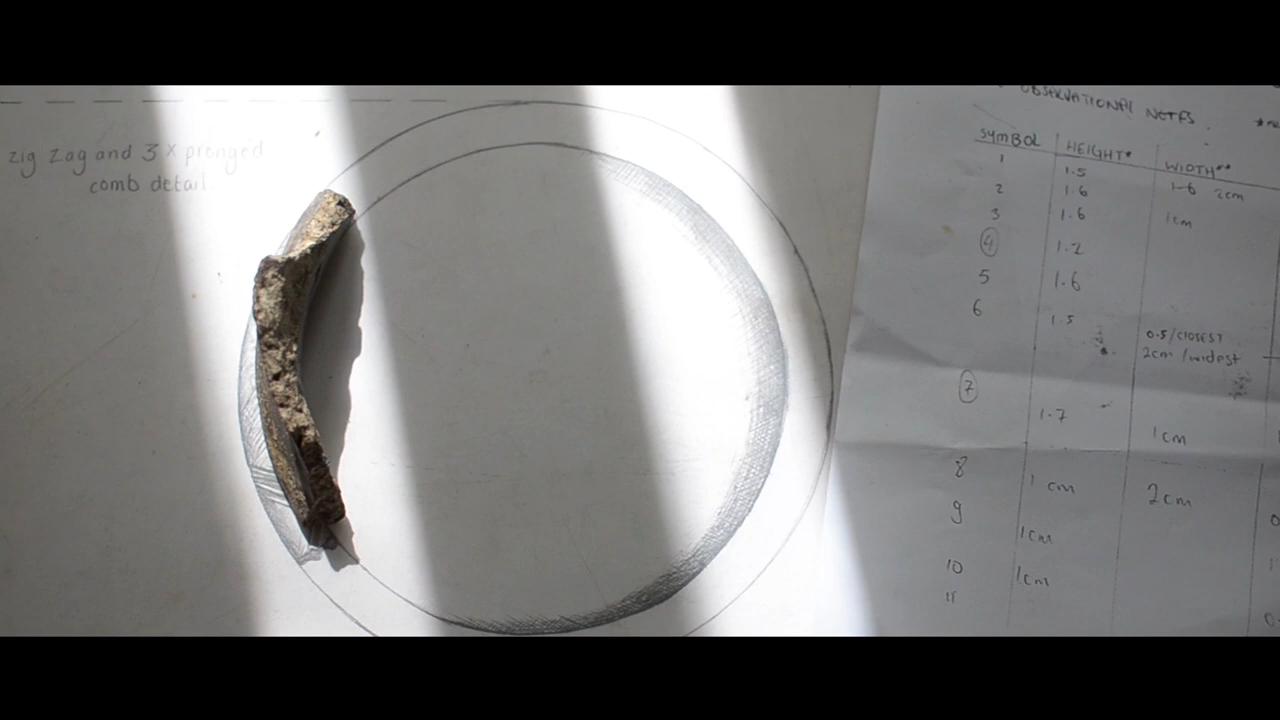 zig zag and 3 x pronged
comb detail
OBSERVATIONAL NOTES.
SYMBOL HEIGHT* WIDTH**
1 1.5 1.6 2cm
2 1.6
3 1.6 1cm
4 1.2
5 1.6
6 1.5 0.5/CLOSEST
2cm/widest
7 1.7 1cm
8 1 cm 2cm
9 1cm
10 1cm
11